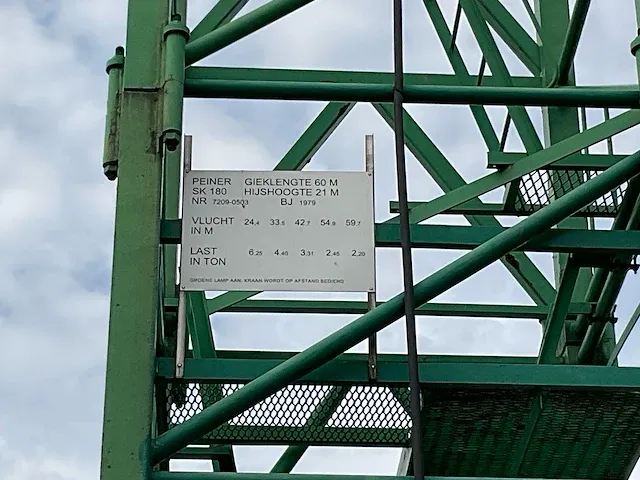 PEINER GIEKLENGTE 60 M
SK 180 HIJSHOOGTE 21 M
NR 7209-0503 BJ 1979
VLUCHT 24,4 33,5 42,7 54,9 59,7
IN M
LAST 6,25 4,40 3,31 2,45 2,20
IN TON
GROENE LAMP AAN: KRAAN WORDT OP AFSTAND BEDIEND